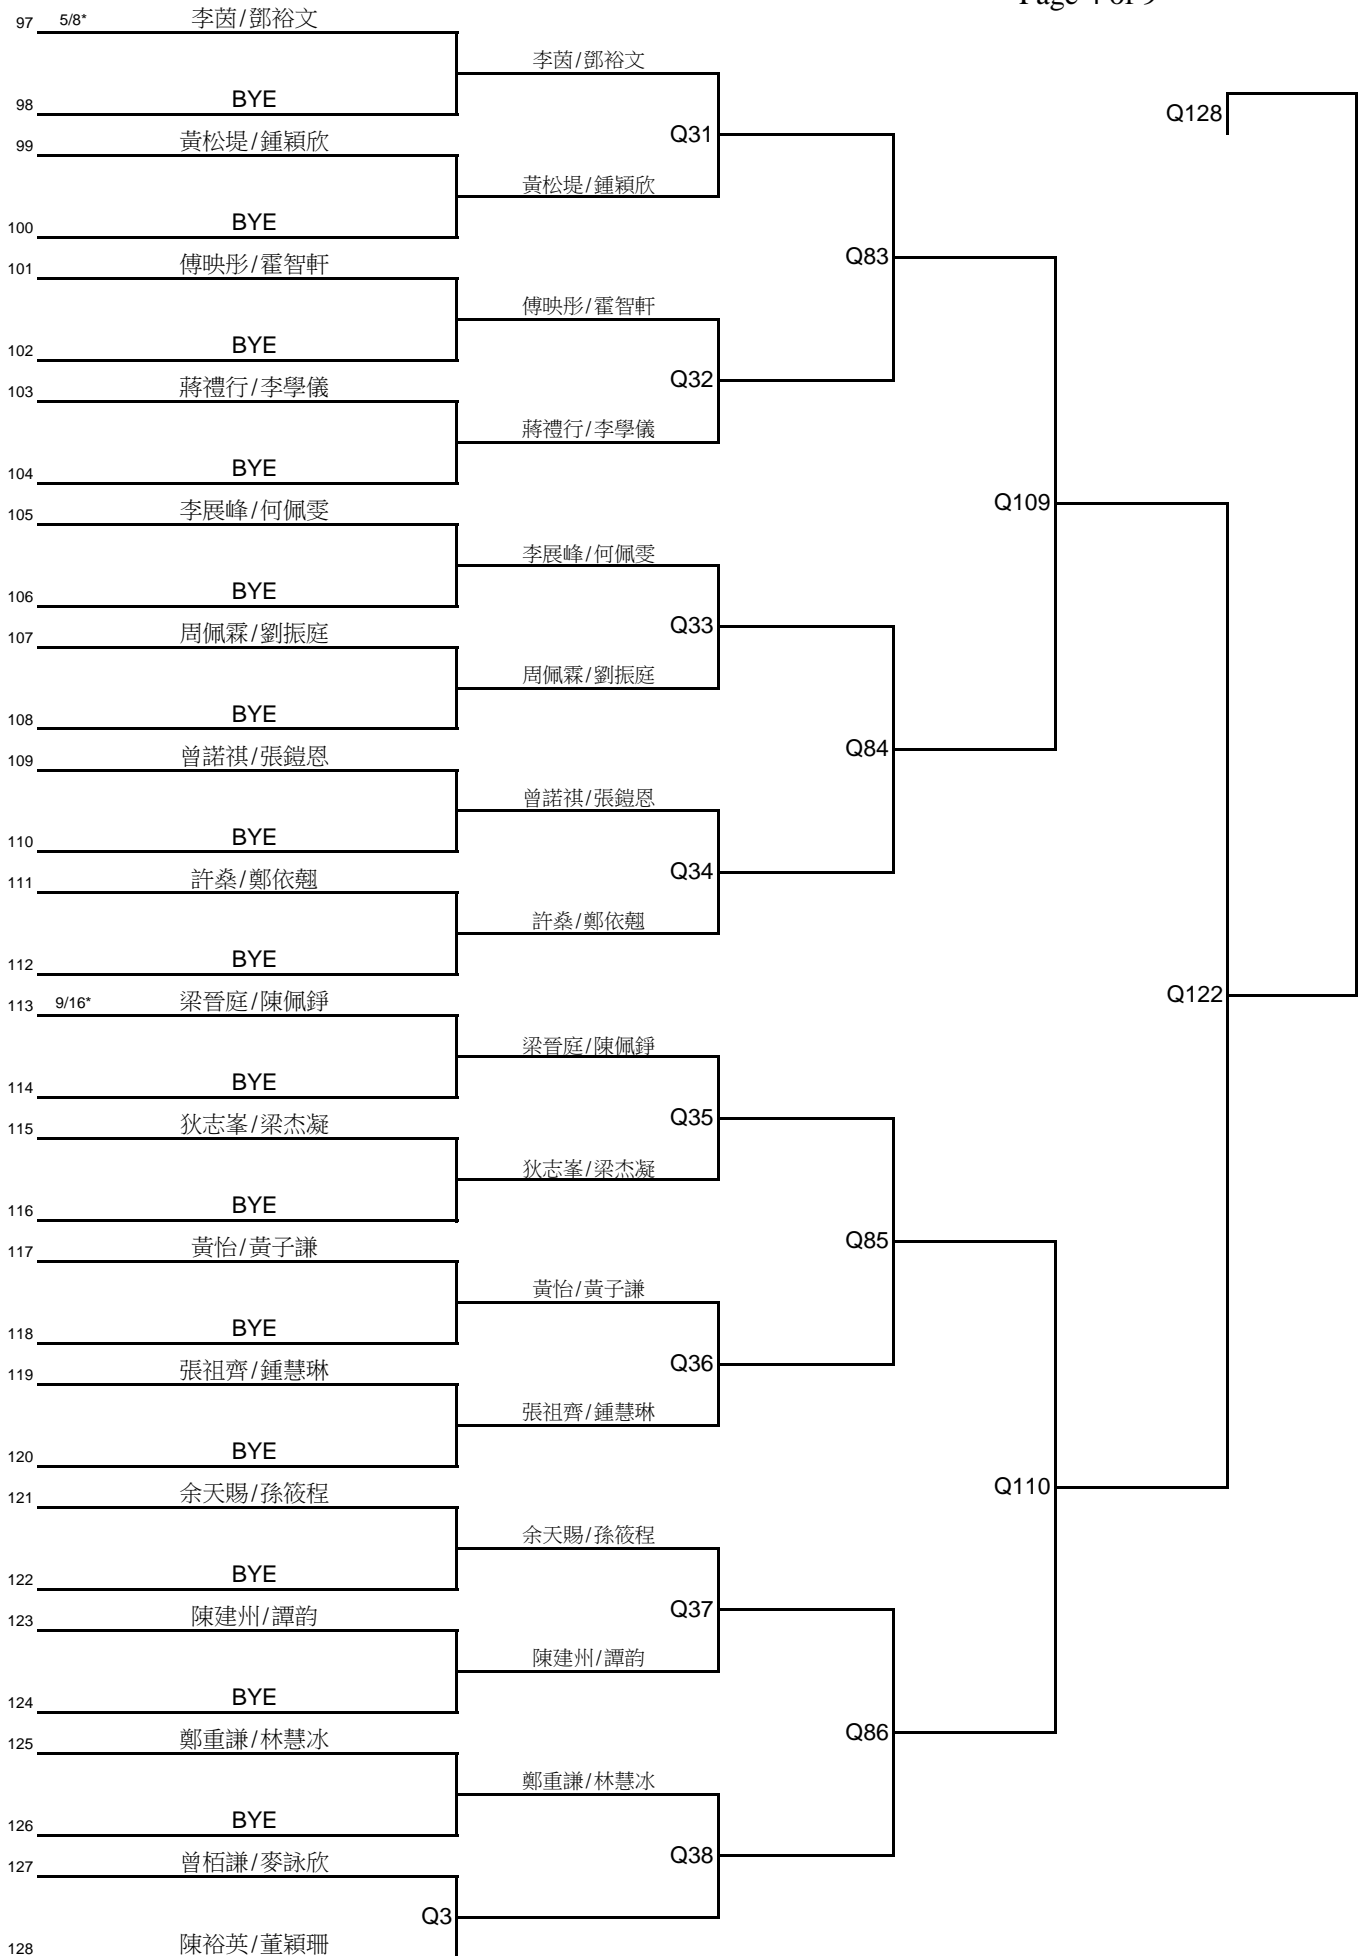 Page 4 of 9
97 5/8* 李茵/鄧裕文
李茵/鄧裕文
98 BYE
Q128
99 黃松堤/鍾穎欣
Q31
黃松堤/鍾穎欣
100 BYE
101 傅映彤/霍智軒
Q83
傅映彤/霍智軒
102 BYE
103 蔣禮行/李學儀
Q32
蔣禮行/李學儀
104 BYE
105 李展峰/何佩雯
Q109
李展峰/何佩雯
106 BYE
107 周佩霖/劉振庭
Q33
周佩霖/劉振庭
108 BYE
109 曾諾祺/張鎧恩
Q84
曾諾祺/張鎧恩
110 BYE
111 許燊/鄭依翹
Q34
許燊/鄭依翹
112 BYE
113 9/16* 梁晉庭/陳佩錚
Q122
梁晉庭/陳佩錚
114 BYE
115 狄志峯/梁杰凝
Q35
狄志峯/梁杰凝
116 BYE
117 黃怡/黃子謙
Q85
黃怡/黃子謙
118 BYE
119 張祖齊/鍾慧琳
Q36
張祖齊/鍾慧琳
120 BYE
121 余天賜/孫筱程
Q110
余天賜/孫筱程
122 BYE
123 陳建州/譚韵
Q37
陳建州/譚韵
124 BYE
125 鄭重謙/林慧冰
Q86
鄭重謙/林慧冰
126 BYE
127 曾栢謙/麥詠欣
Q38
Q3
128 陳裕英/董穎珊